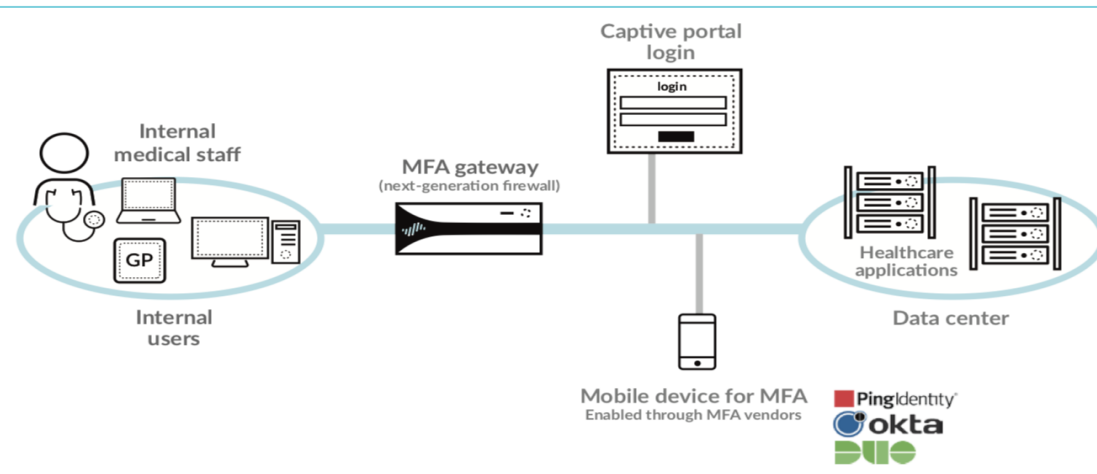 Captive portal
login
login
Internal
medical staff
MFA gateway
(next-generation firewall)
GP
Healthcare
applications
Internal
users
Data center
Mobile device for MFA
Enabled through MFA vendors
PingIdentity
okta
DUO